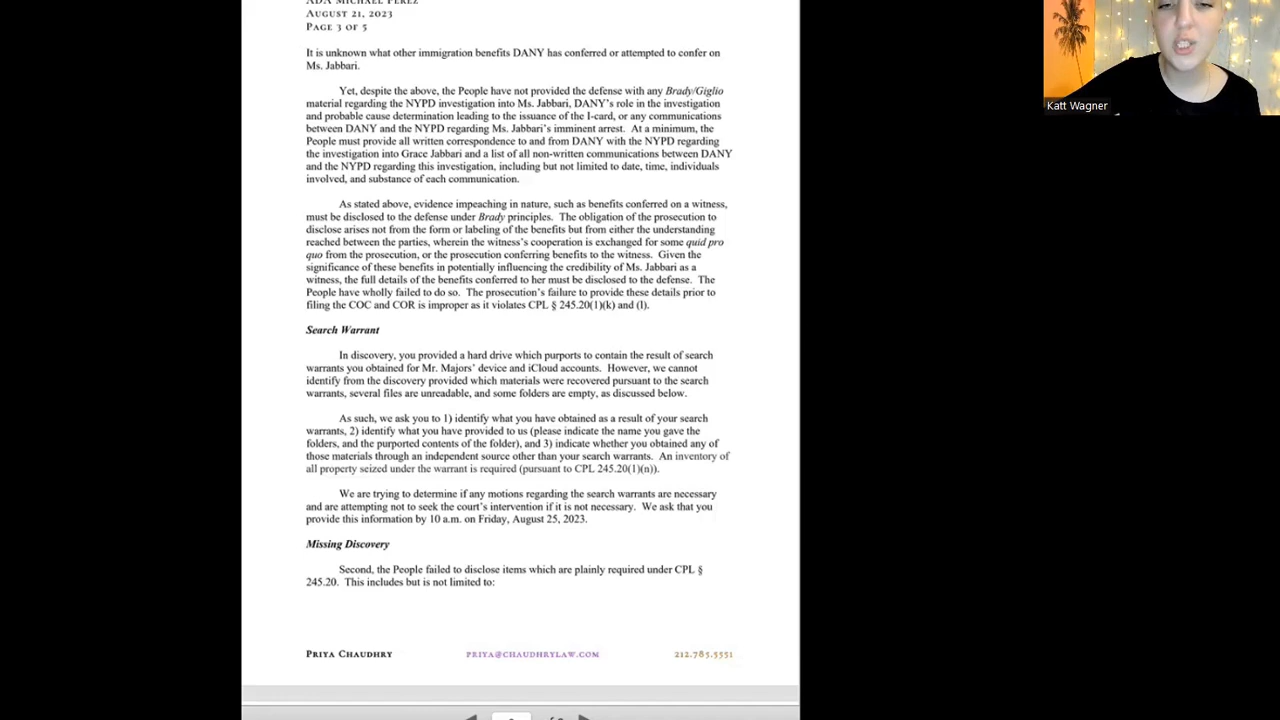 ADA MICHAEL PEREZ
AUGUST 21, 2023
PAGE 3 OF 5
It is unknown what other immigration benefits DANY has conferred or attempted to confer on
Ms. Jabbari.
Yet, despite the above, the People have not provided the defense with any Brady/Giglio
material regarding the NYPD investigation into Ms. Jabbari, DANY's role in the investigation
and probable cause determination leading to the issuance of the I-card, or any communications
between DANY and the NYPD regarding Ms. Jabbari's imminent arrest. At a minimum, the
People must provide all written correspondence to and from DANY with the NYPD regarding
the investigation into Grace Jabbari and a list of all non-written communications between DANY
and the NYPD regarding this investigation, including but not limited to date, time, individuals
involved, and substance of each communication.
As stated above, evidence impeaching in nature, such as benefits conferred on a witness,
must be disclosed to the defense under Brady principles. The obligation of the prosecution to
disclose arises not from the form or labeling of the benefits but from either the understanding
reached between the parties, wherein the witness's cooperation is exchanged for some quid pro
quo from the prosecution, or the prosecution conferring benefits to the witness. Given the
significance of these benefits in potentially influencing the credibility of Ms. Jabbari as a
witness, the full details of the benefits conferred to her must be disclosed to the defense. The
People have wholly failed to do so. The prosecution's failure to provide these details prior to
filing the COC and COR is improper as it violates CPL § 245.20(1)(k) and (l).
Search Warrant
In discovery, you provided a hard drive which purports to contain the result of search
warrants you obtained for Mr. Majors' device and iCloud accounts. However, we cannot
identify from the discovery provided which materials were recovered pursuant to the search
warrants, several files are unreadable, and some folders are empty, as discussed below.
As such, we ask you to 1) identify what you have obtained as a result of your search
warrants, 2) identify what you have provided to us (please indicate the name you gave the
folders, and the purported contents of the folder), and 3) indicate whether you obtained any of
those materials through an independent source other than your search warrants. An inventory of
all property seized under the warrant is required (pursuant to CPL 245.20(1)(n)).
We are trying to determine if any motions regarding the search warrants are necessary
and are attempting not to seek the court's intervention if it is not necessary. We ask that you
provide this information by 10 a.m. on Friday, August 25, 2023.
Missing Discovery
Second, the People failed to disclose items which are plainly required under CPL §
245.20. This includes but is not limited to:
PRIYA CHAUDHRY
PRIYA@CHAUDHRYLAW.COM
212.785.5551
Katt Wagner